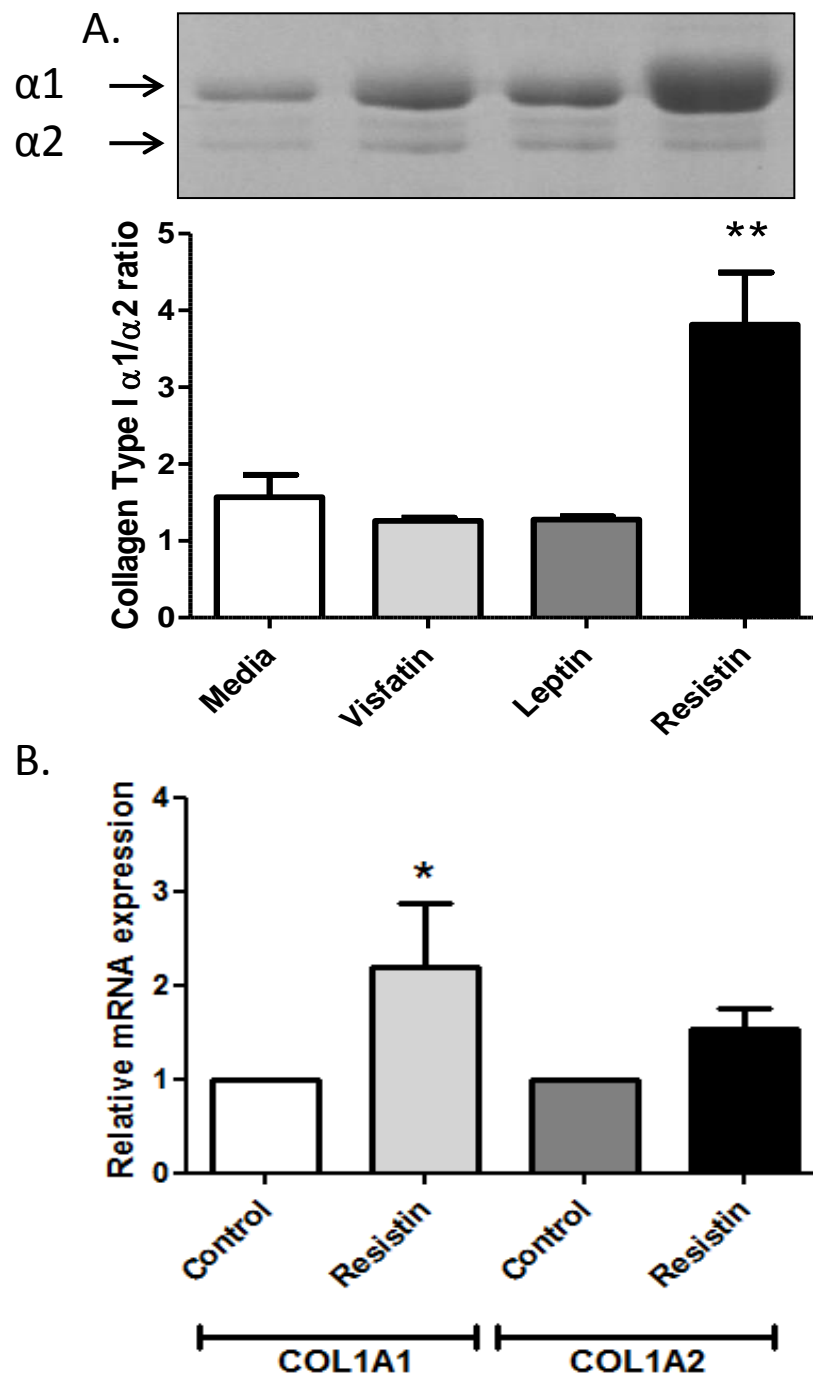 A.
α1
α2
Collagen Type I α1/α2 ratio
5
4
3
2
1
0
**
Media
Visfatin
Leptin
Resistin
B.
Relative mRNA expression
4
3
2
1
0
*
Control
Resistin
Control
Resistin
COL1A1
COL1A2